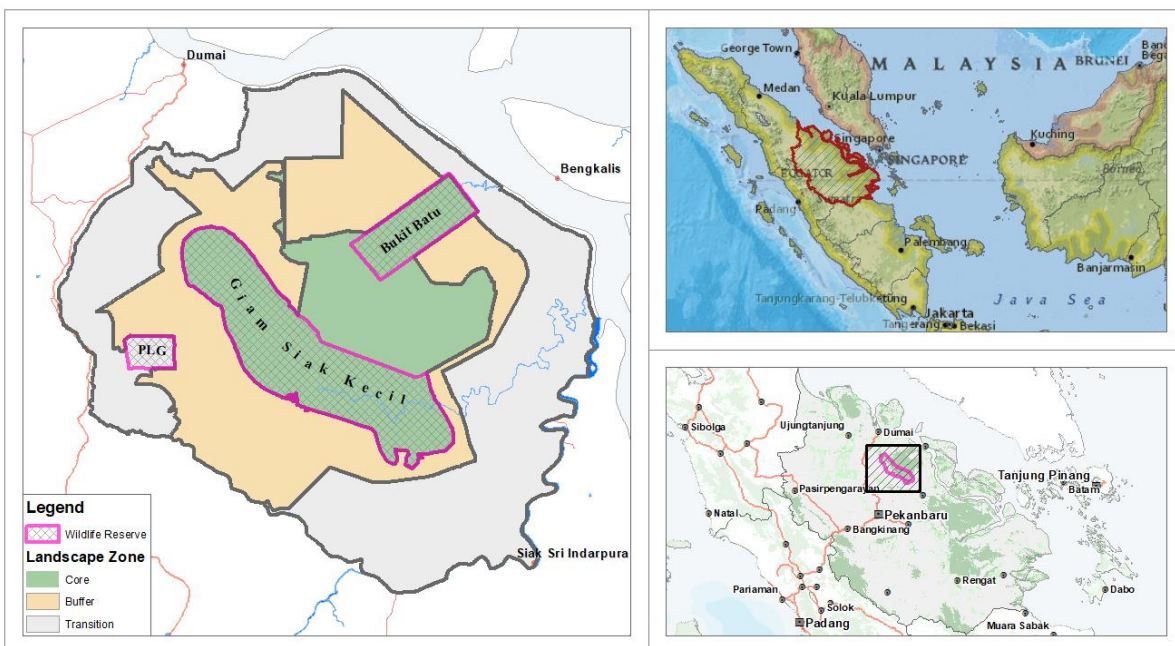 Dumai
Bengkalis
Bukit Batu
Giam Siak Kecil
PLG
Siak Sri Indarpura
Legend
Wildlife Reserve
Landscape Zone
Core
Buffer
Transition
George Town
MALAYSIA
BRUNEI
Medan
Kuala Lumpur
Singapore
SINGAPORE
Kuching
EQUATOR
Borneo
Padang
Palembang
Banjarmasin
Tanjungkarang-Telukbetung
Java Sea
Jakarta
Tangerang
Bekasi
Sibolga
Ujungtanjung
Dumai
Pasirpengarayan
Tanjung Pinang
Batam
Natal
Pekanbaru
Bangkinang
Pariaman
Rengat
Dabo
Solok
Padang
Muara Sabak